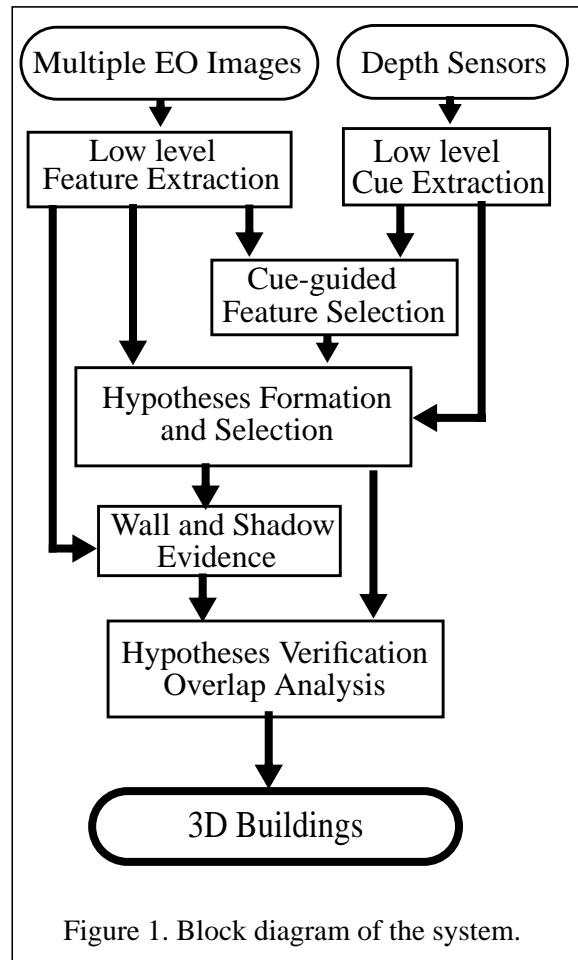 Multiple EO Images
Depth Sensors
Low level
Feature Extraction
Low level
Cue Extraction
Cue-guided
Feature Selection
Hypotheses Formation
and Selection
Wall and Shadow
Evidence
Hypotheses Verification
Overlap Analysis
3D Buildings
Figure 1. Block diagram of the system.